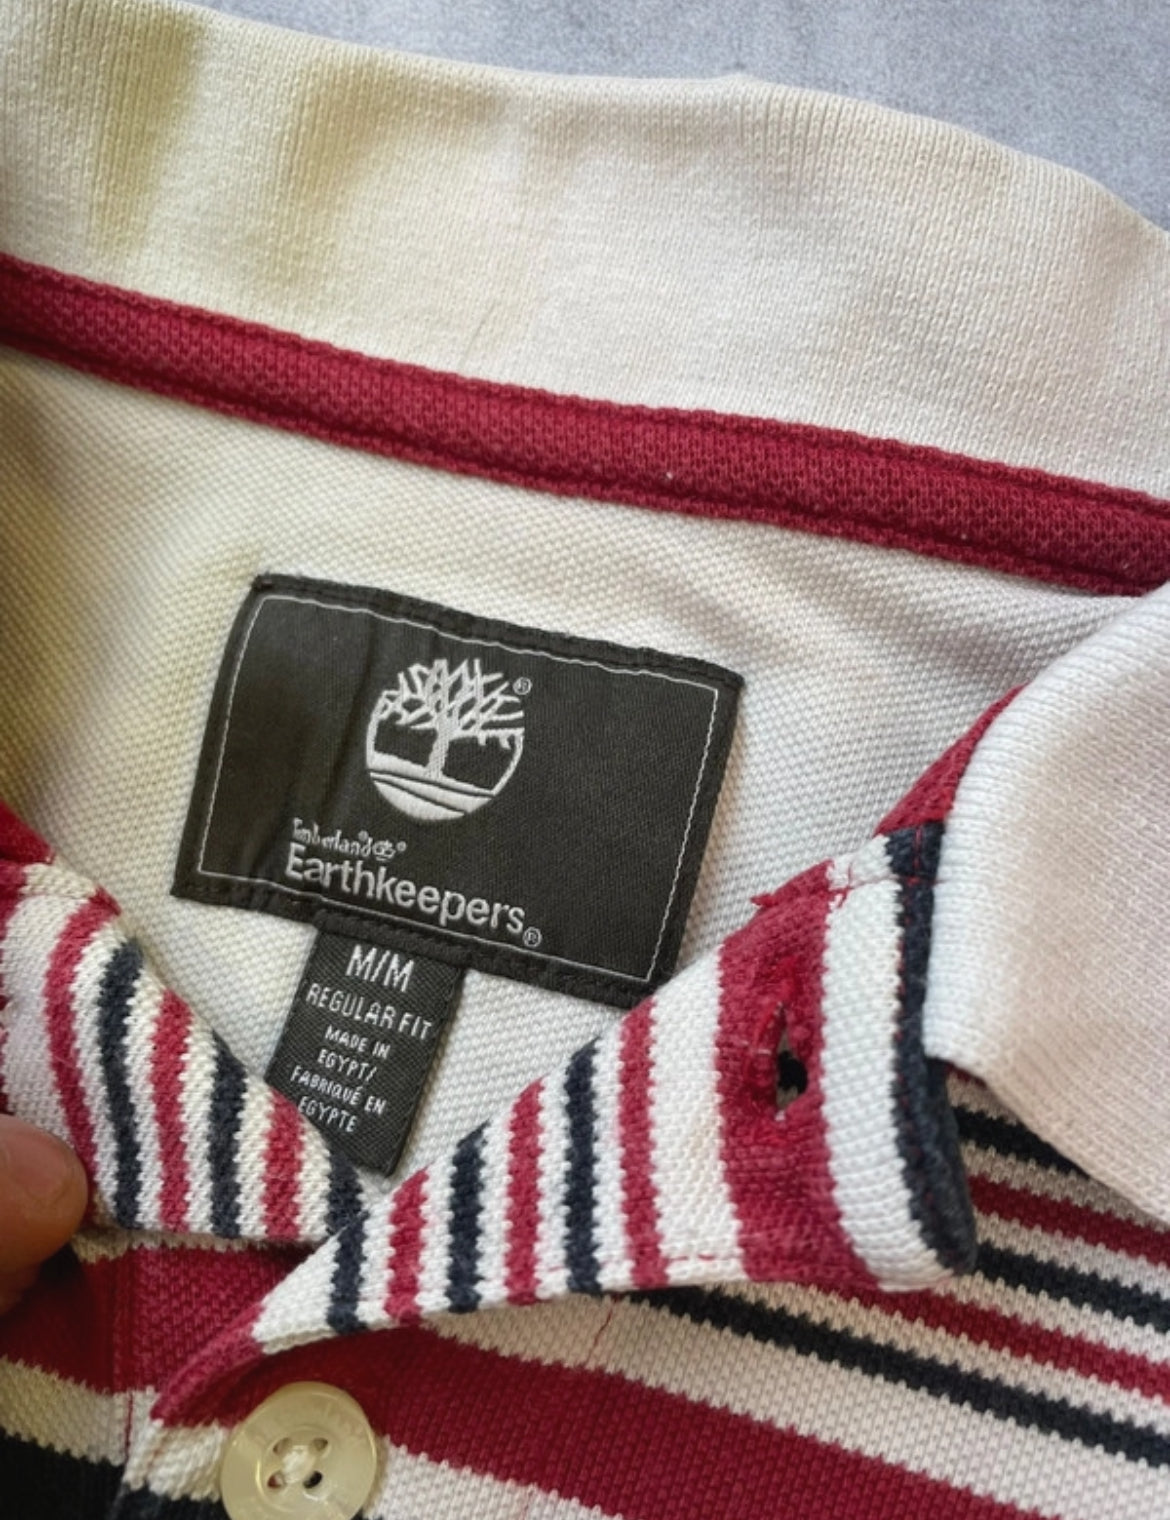 Timberland®
Earthkeepers®
M/M
REGULAR FIT
MADE IN
EGYPT/
FABRIQUÉ EN
EGYPTE